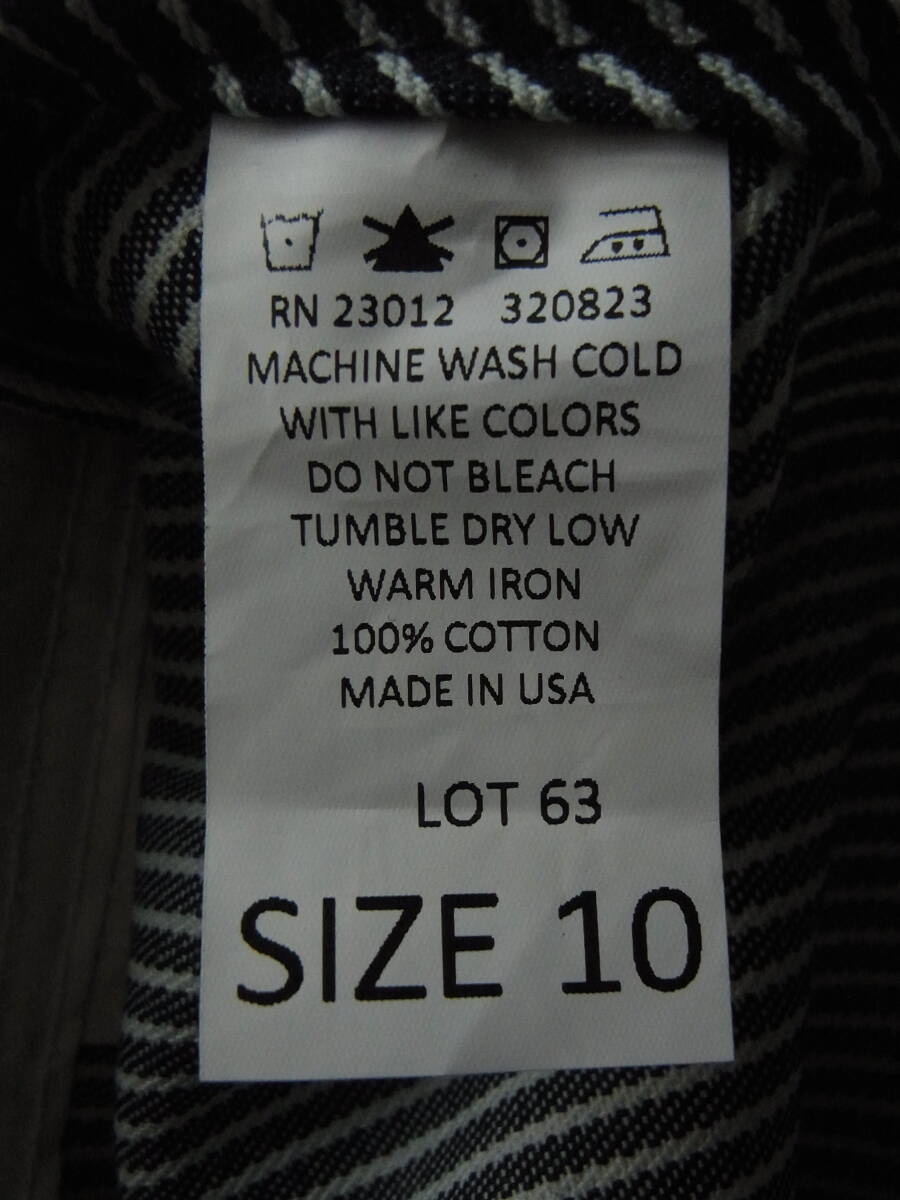 RN 23012 320823
MACHINE WASH COLD
WITH LIKE COLORS
DO NOT BLEACH
TUMBLE DRY LOW
WARM IRON
100% COTTON
MADE IN USA
LOT 63
SIZE 10